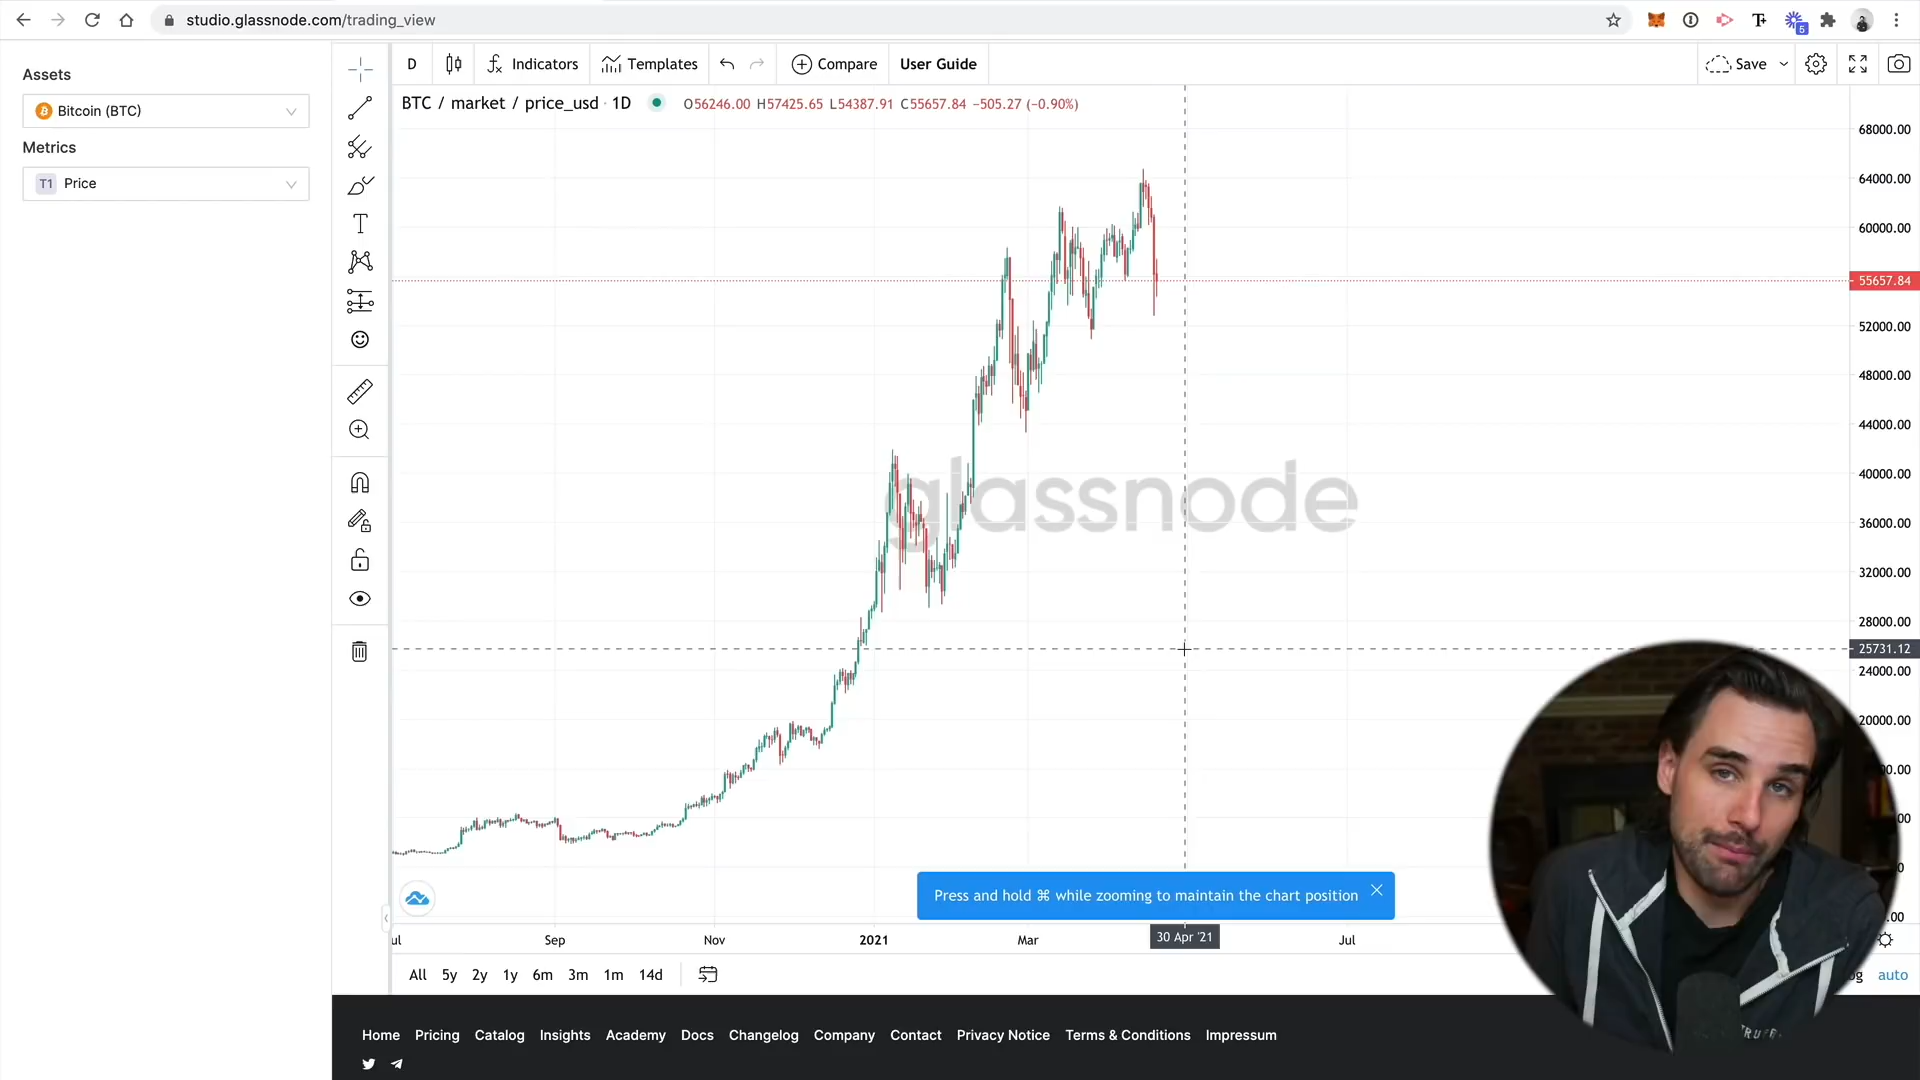 studio.glassnode.com/trading_view
5
Assets
Bitcoin (BTC)
Metrics
T1 Price
D Indicators Templates Compare User Guide Save
BTC / market / price_usd · 1D O56246.00 H57425.65 L54387.91 C55657.84 −505.27 (−0.90%)
68000.00
64000.00
60000.00
55657.84
52000.00
48000.00
44000.00
40000.00
glassnode
36000.00
32000.00
28000.00
25731.12
24000.00
20000.00
Press and hold ⌘ while zooming to maintain the chart position
Sep Nov 2021 Mar 30 Apr '21 Jul
All 5y 2y 1y 6m 3m 1m 14d auto
Home Pricing Catalog Insights Academy Docs Changelog Company Contact Privacy Notice Terms & Conditions Impressum